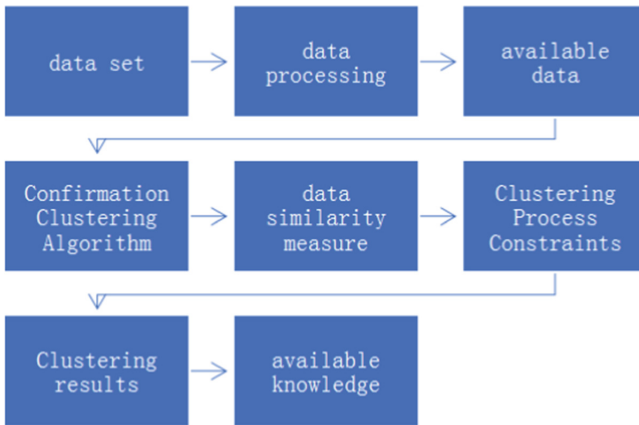 data set
data
processing
available
data
Confirmation
Clustering
Algorithm
data
similarity
measure
Clustering
Process
Constraints
Clustering
results
available
knowledge